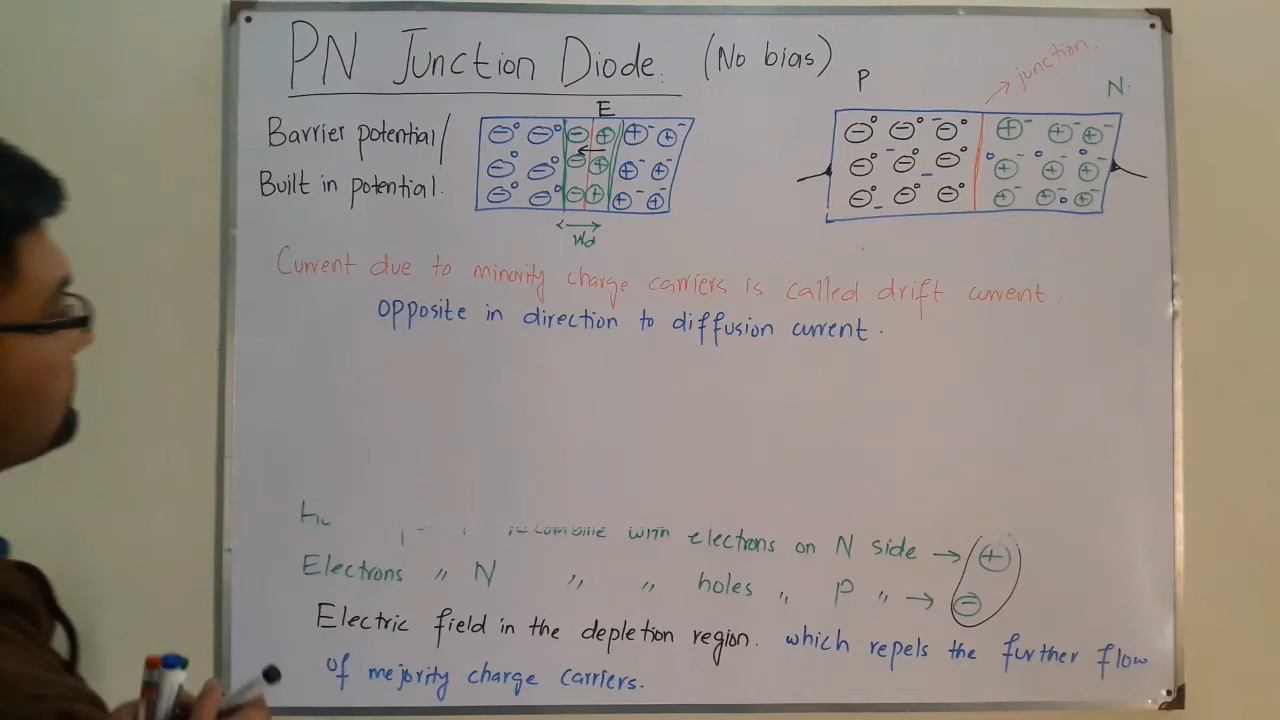 PN Junction Diode. (No bias)
junction.
P
N.
E
Barrier potential/
Built in potential.
Wd
Current due to minority charge carriers is called drift current.
opposite in direction to diffusion current.
recombine with electrons on N side → +
Electrons " N " " holes " P " → −
Electric field in the depletion region. which repels the further flow
of mejority charge carriers.